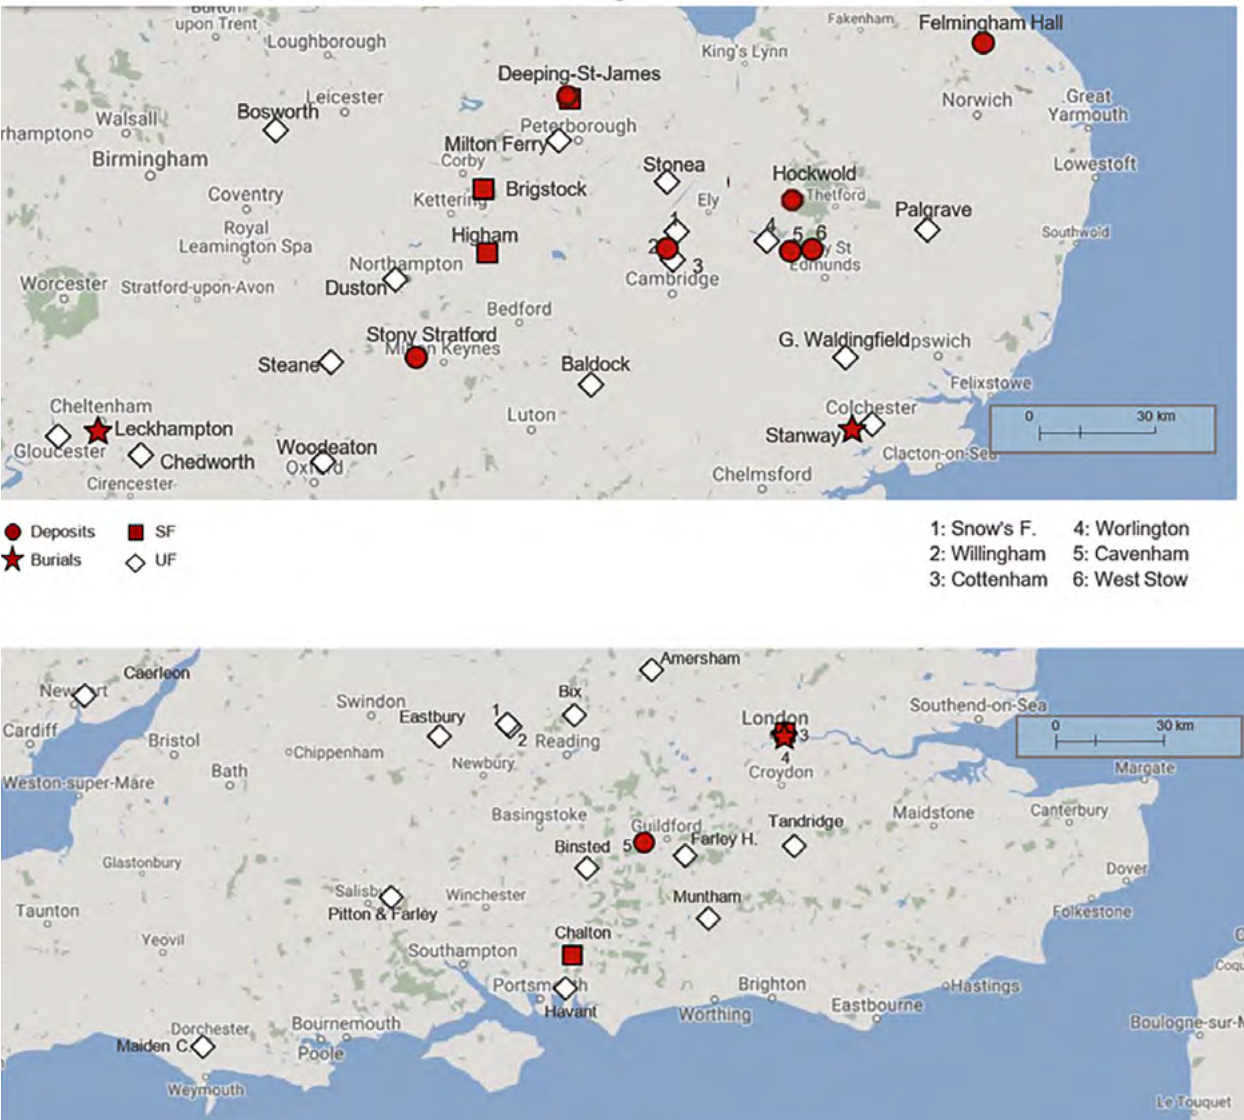 Burton
upon Trent
Loughborough
Fakenham
Felmingham Hall
King's Lynn
Deeping-St-James
Leicester
Bosworth
Norwich
Great
Yarmouth
Walsall
rhampton
Peterborough
Milton Ferry
Birmingham
Corby
Stonea
Lowestoft
Hockwold
Coventry
Brigstock
Kettering
Ely
Thetford
Palgrave
Royal
Leamington Spa
Higham
1
2
3
4
5
6
y St
Edmunds
Southwold
Northampton
Cambridge
Worcester
Stratford-upon-Avon
Duston
Bedford
Stony Stratford
Keynes
G. Waldingfield
pswich
Steane
Baldock
Felixstowe
Cheltenham
Leckhampton
Luton
Colchester
Stanway
0 30 km
Gloucester
Chedworth
Woodeaton
Oxford
Clacton-on-Sea
Cirencester
Chelmsford
Deposits SF
Burials UF
1: Snow's F. 4: Worlington
2: Willingham 5: Cavenham
3: Cottenham 6: West Stow
Amersham
Caerleon
Newport
Swindon
Bix
Eastbury
1
2
London
3
4
Southend-on-Sea
0 30 km
Cardiff
Bristol
Chippenham
Reading
Newbury
Croydon
Bath
Weston-super-Mare
Margate
Basingstoke
Guildford
Tandridge
Maidstone
Canterbury
Binsted
5
Farley H.
Glastonbury
Dover
Salisbury
Winchester
Muntham
Pitton & Farley
Taunton
Folkestone
Yeovil
Chalton
Southampton
Portsmouth
Brighton
Hastings
Coqu
Havant
Worthing
Eastbourne
Dorchester
Bournemouth
Boulogne-sur-M
Maiden C.
Poole
Weymouth
Le Touquet